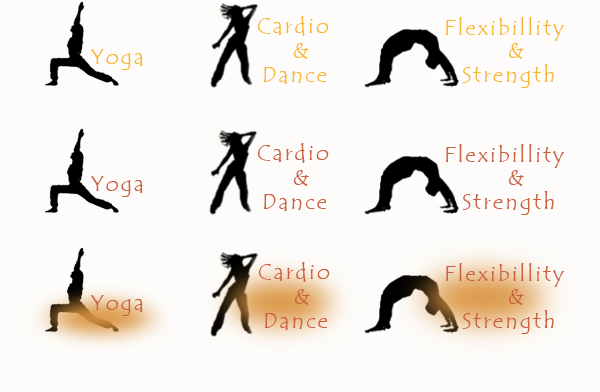 Yoga
Cardio
&
Dance
Flexibillity
&
Strength
Yoga
Cardio
&
Dance
Flexibillity
&
Strength
Yoga
Cardio
&
Dance
Flexibillity
&
Strength